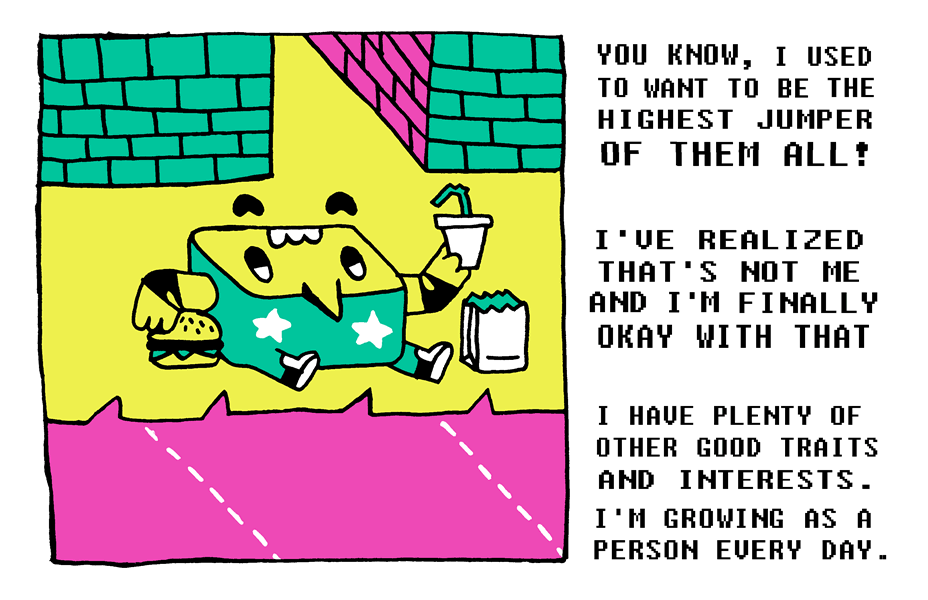 YOU KNOW, I USED
TO WANT TO BE THE
HIGHEST JUMPER
OF THEM ALL!
I'VE REALIZED
THAT'S NOT ME
AND I'M FINALLY
OKAY WITH THAT
I HAVE PLENTY OF
OTHER GOOD TRAITS
AND INTERESTS.
I'M GROWING AS A
PERSON EVERY DAY.